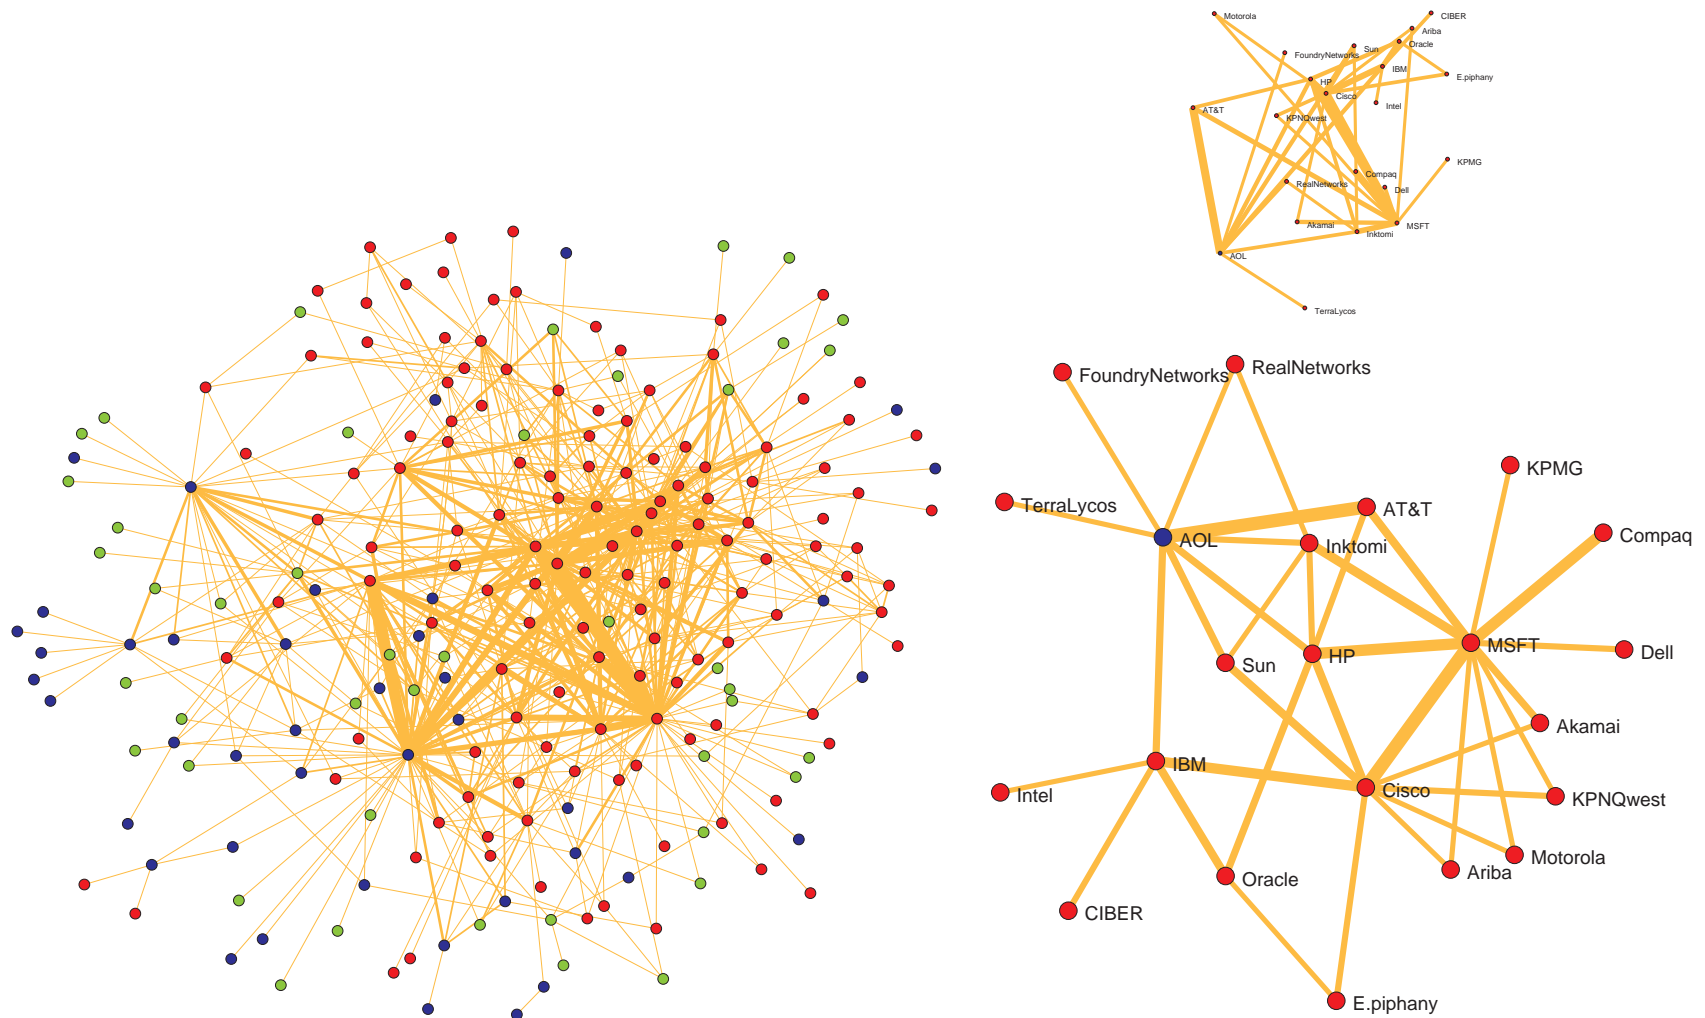 Motorola
CIBER
Ariba
Oracle
Sun
FoundryNetworks
IBM
E.piphany
HP
Cisco
Intel
AT&T
KPNQwest
KPMG
Compaq
RealNetworks
Dell
Akamai
MSFT
Inktomi
AOL
TerraLycos
RealNetworks
FoundryNetworks
KPMG
TerraLycos
AT&T
Compaq
AOL
Inktomi
MSFT
Dell
HP
Sun
Akamai
IBM
Cisco
Intel
KPNQwest
Motorola
Ariba
Oracle
CIBER
E.piphany